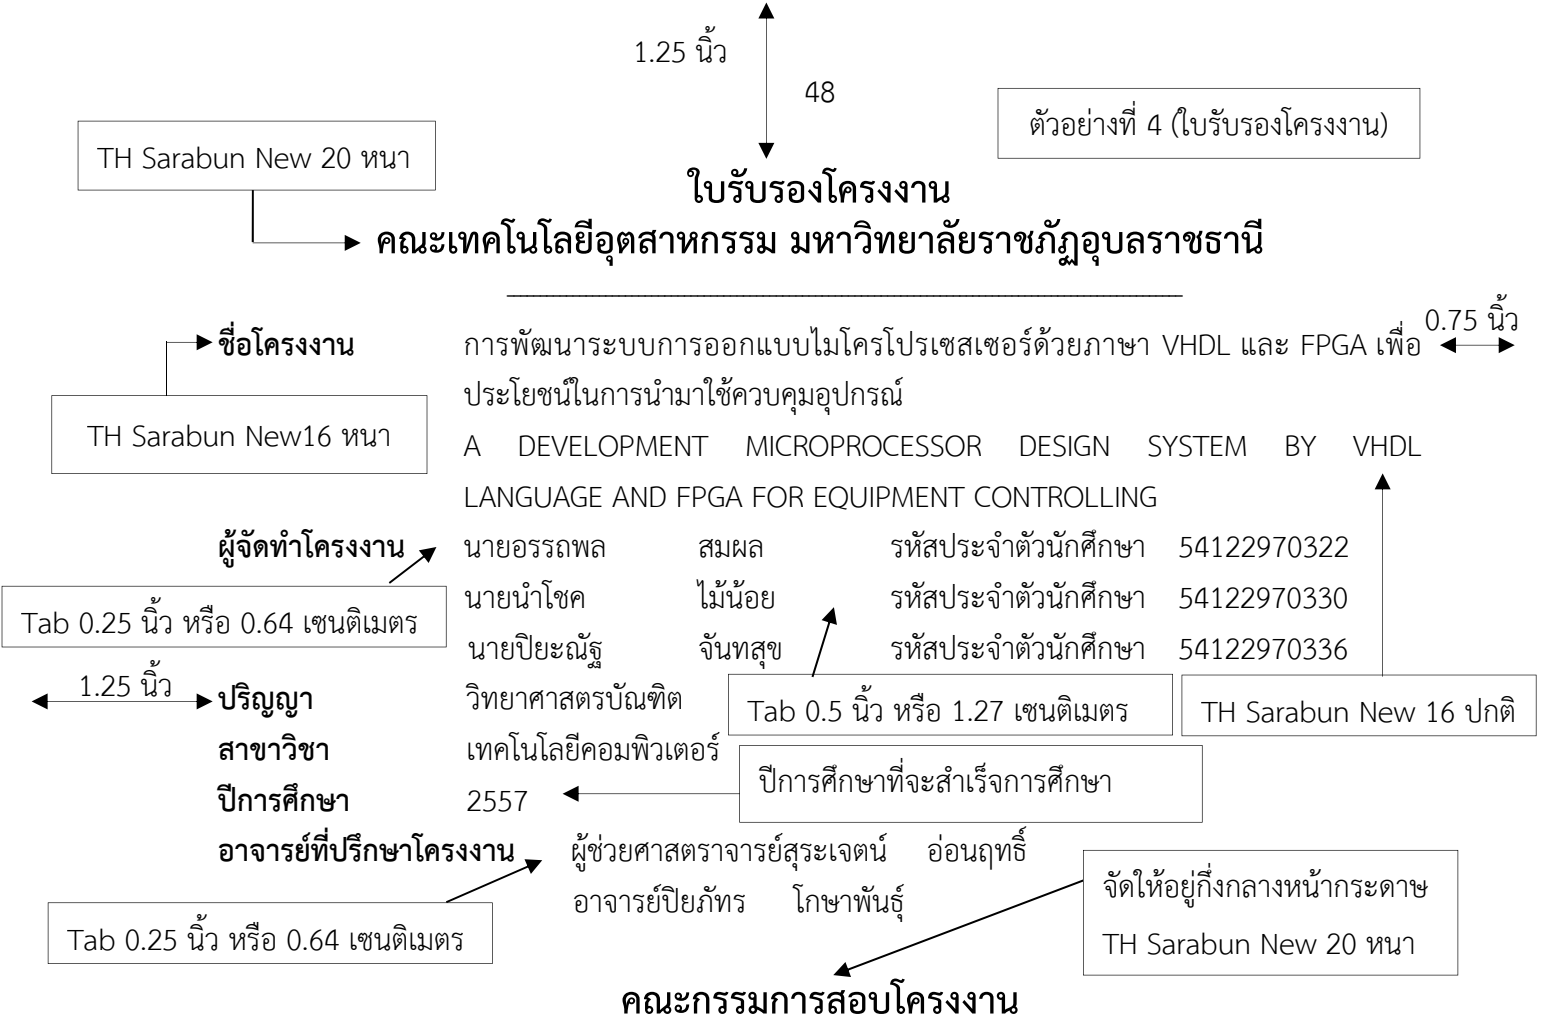 1.25 นิ้ว
48
ตัวอย่างที่ 4 (ใบรับรองโครงงาน)
TH Sarabun New 20 หนา
ใบรับรองโครงงาน
คณะเทคโนโลยีอุตสาหกรรม มหาวิทยาลัยราชภัฏอุบลราชธานี
0.75 นิ้ว
ชื่อโครงงาน การพัฒนาระบบการออกแบบไมโครโปรเซสเซอร์ด้วยภาษา VHDL และ FPGA เพื่อ
ประโยชน์ในการนำมาใช้ควบคุมอุปกรณ์
TH Sarabun New16 หนา
A DEVELOPMENT MICROPROCESSOR DESIGN SYSTEM BY VHDL
LANGUAGE AND FPGA FOR EQUIPMENT CONTROLLING
ผู้จัดทำโครงงาน นายอรรถพล สมผล รหัสประจำตัวนักศึกษา 54122970322
นายนำโชค ไม้น้อย รหัสประจำตัวนักศึกษา 54122970330
Tab 0.25 นิ้ว หรือ 0.64 เซนติเมตร
นายปิยะณัฐ จันทสุข รหัสประจำตัวนักศึกษา 54122970336
1.25 นิ้ว
ปริญญา วิทยาศาสตรบัณฑิต
Tab 0.5 นิ้ว หรือ 1.27 เซนติเมตร
TH Sarabun New 16 ปกติ
สาขาวิชา เทคโนโลยีคอมพิวเตอร์
ปีการศึกษา 2557
ปีการศึกษาที่จะสำเร็จการศึกษา
อาจารย์ที่ปรึกษาโครงงาน ผู้ช่วยศาสตราจารย์สุระเจตน์ อ่อนฤทธิ์
อาจารย์ปิยภัทร โกษาพันธุ์
Tab 0.25 นิ้ว หรือ 0.64 เซนติเมตร
จัดให้อยู่กึ่งกลางหน้ากระดาษ
TH Sarabun New 20 หนา
คณะกรรมการสอบโครงงาน